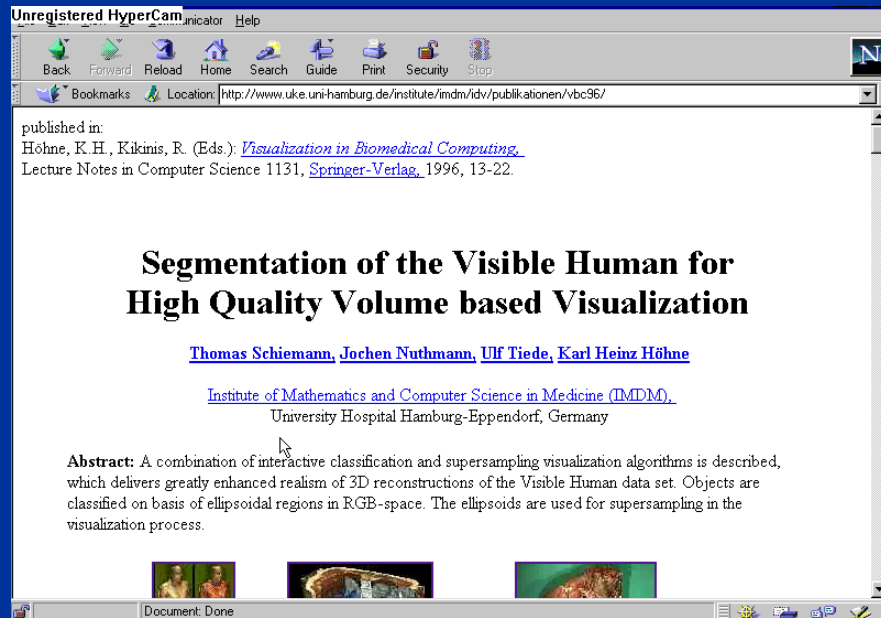 Unregistered HyperCam
Communicator Help
Back Forward Reload Home Search Guide Print Security Stop
N
Bookmarks Location: http://www.uke.uni-hamburg.de/institute/imdm/idv/publikationen/vbc96/
published in:
Höhne, K.H., Kikinis, R. (Eds.): Visualization in Biomedical Computing,
Lecture Notes in Computer Science 1131, Springer-Verlag, 1996, 13-22.
Segmentation of the Visible Human for
High Quality Volume based Visualization
Thomas Schiemann, Jochen Nuthmann, Ulf Tiede, Karl Heinz Höhne
Institute of Mathematics and Computer Science in Medicine (IMDM),
University Hospital Hamburg-Eppendorf, Germany
Abstract: A combination of interactive classification and supersampling visualization algorithms is described,
which delivers greatly enhanced realism of 3D reconstructions of the Visible Human data set. Objects are
classified on basis of ellipsoidal regions in RGB-space. The ellipsoids are used for supersampling in the
visualization process.
Document: Done